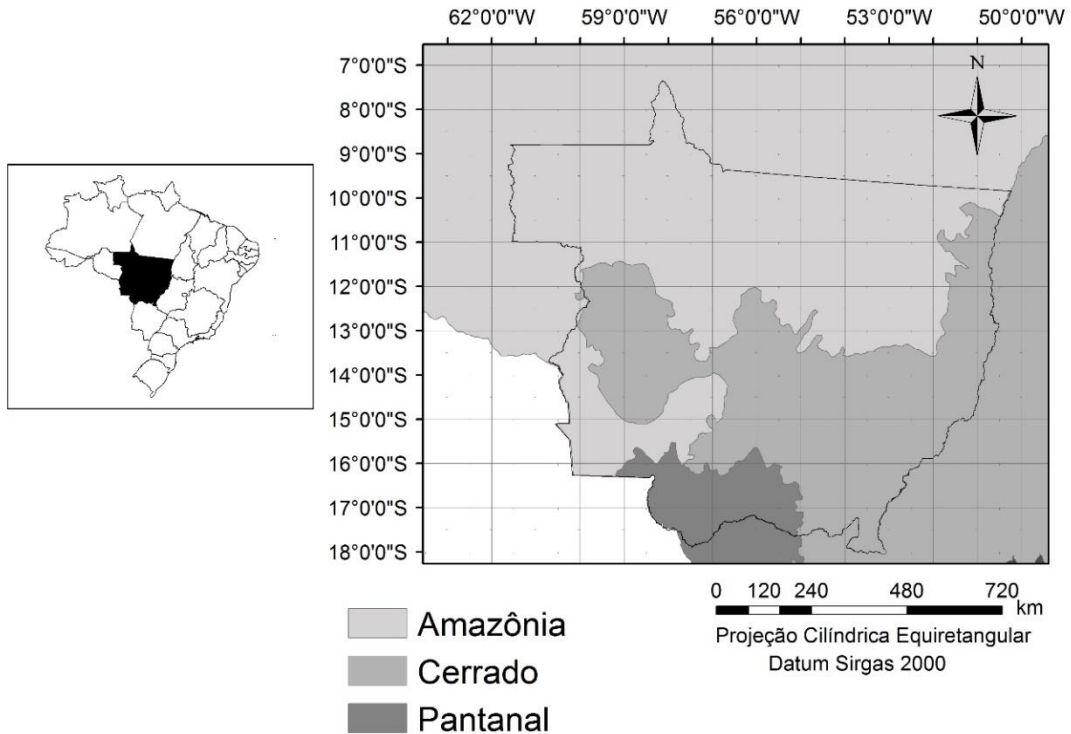 62°0'0"W 59°0'0"W 56°0'0"W 53°0'0"W 50°0'0"W
7°0'0"S
8°0'0"S
9°0'0"S
10°0'0"S
11°0'0"S
12°0'0"S
13°0'0"S
14°0'0"S
15°0'0"S
16°0'0"S
17°0'0"S
18°0'0"S
N
0 120 240 480 720
km
Projeção Cilíndrica Equiretangular
Datum Sirgas 2000
Amazônia
Cerrado
Pantanal